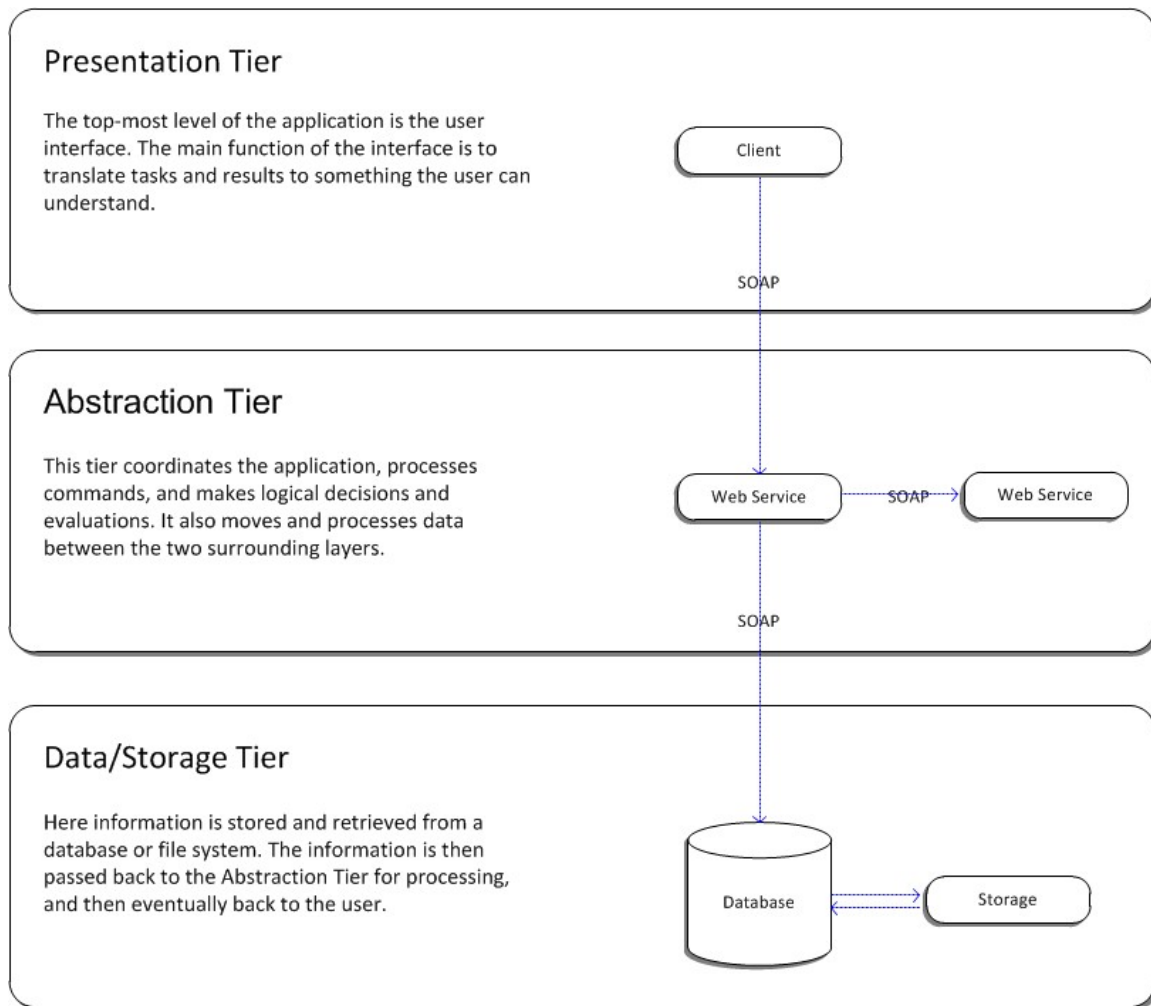 Presentation Tier
The top-most level of the application is the user
interface. The main function of the interface is to
translate tasks and results to something the user can
understand.
Client
SOAP
Abstraction Tier
This tier coordinates the application, processes
commands, and makes logical decisions and
evaluations. It also moves and processes data
between the two surrounding layers.
Web Service
SOAP
Web Service
SOAP
Data/Storage Tier
Here information is stored and retrieved from a
database or file system. The information is then
passed back to the Abstraction Tier for processing,
and then eventually back to the user.
Database
Storage